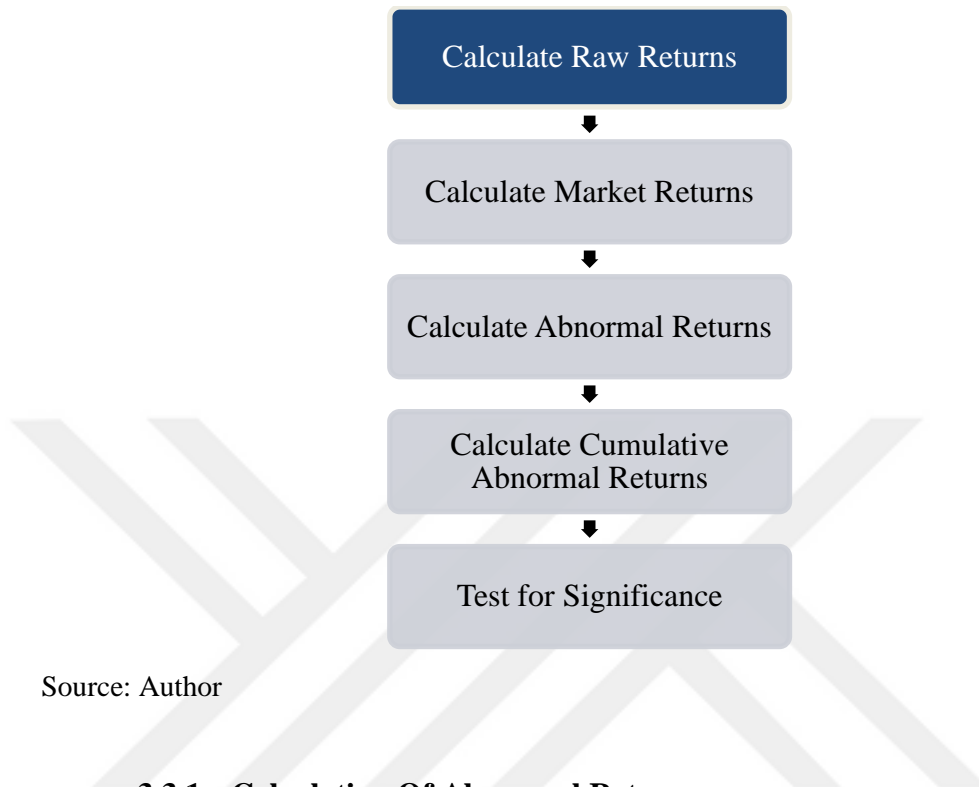 Calculate Raw Returns
Calculate Market Returns
Calculate Abnormal Returns
Calculate Cumulative
Abnormal Returns
Test for Significance
Source: Author